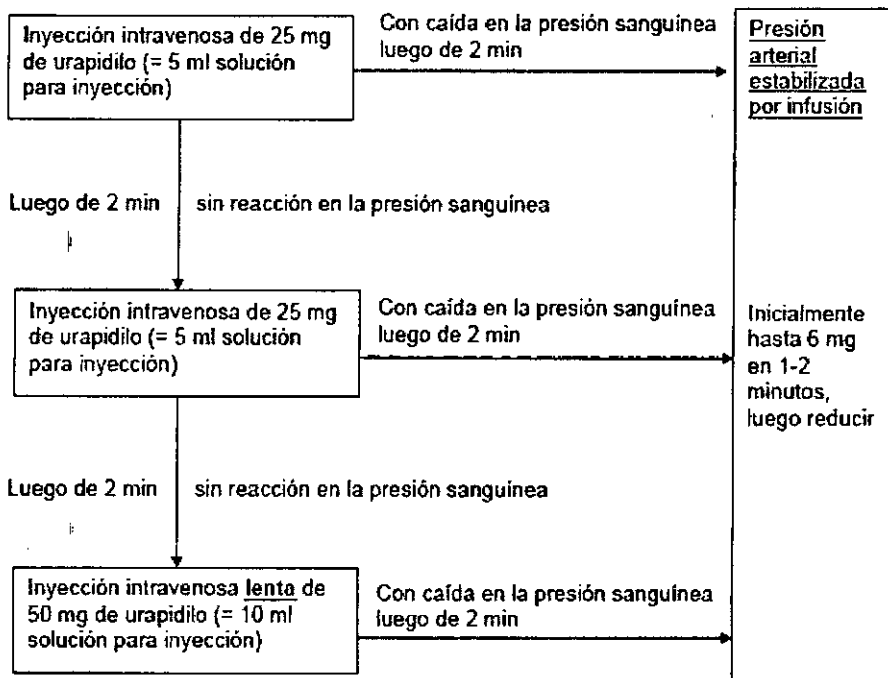 Inyección intravenosa de 25 mg
de urapidilo (= 5 ml solución
para inyección)
Con caída en la presión sanguínea
luego de 2 min
Presión
arterial
estabilizada
por infusión
Luego de 2 min
sin reacción en la presión sanguínea
Inyección intravenosa de 25 mg
de urapidilo (= 5 ml solución
para inyección)
Con caída en la presión sanguínea
luego de 2 min
Inicialmente
hasta 6 mg
en 1-2
minutos,
luego reducir
Luego de 2 min
sin reacción en la presión sanguínea
Inyección intravenosa lenta de
50 mg de urapidilo (= 10 ml
solución para inyección)
Con caída en la presión sanguínea
luego de 2 min